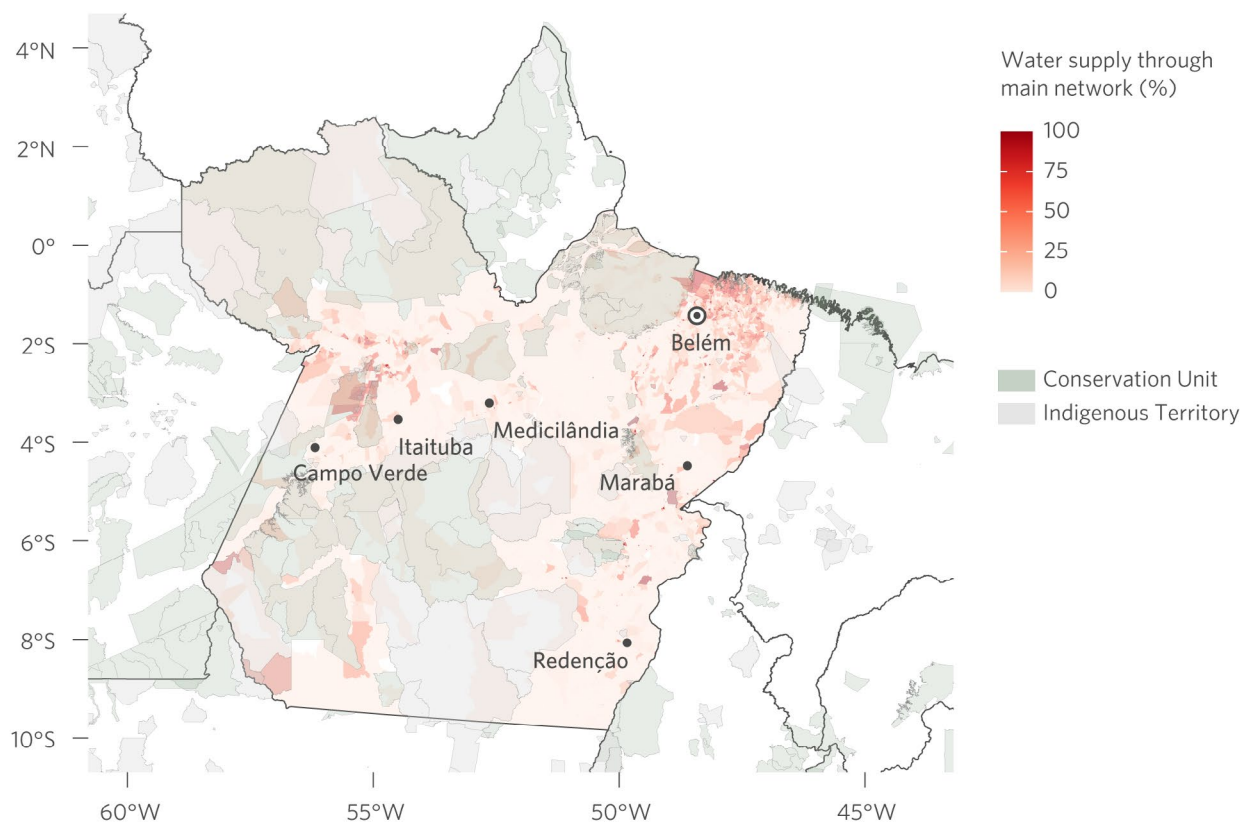 4°N
2°N
0°
2°S
4°S
6°S
8°S
10°S
60°W
55°W
50°W
45°W
Belém
Medicilândia
Itaituba
Campo Verde
Marabá
Redenção
Water supply through
main network (%)
100
75
50
25
0
Conservation Unit
Indigenous Territory